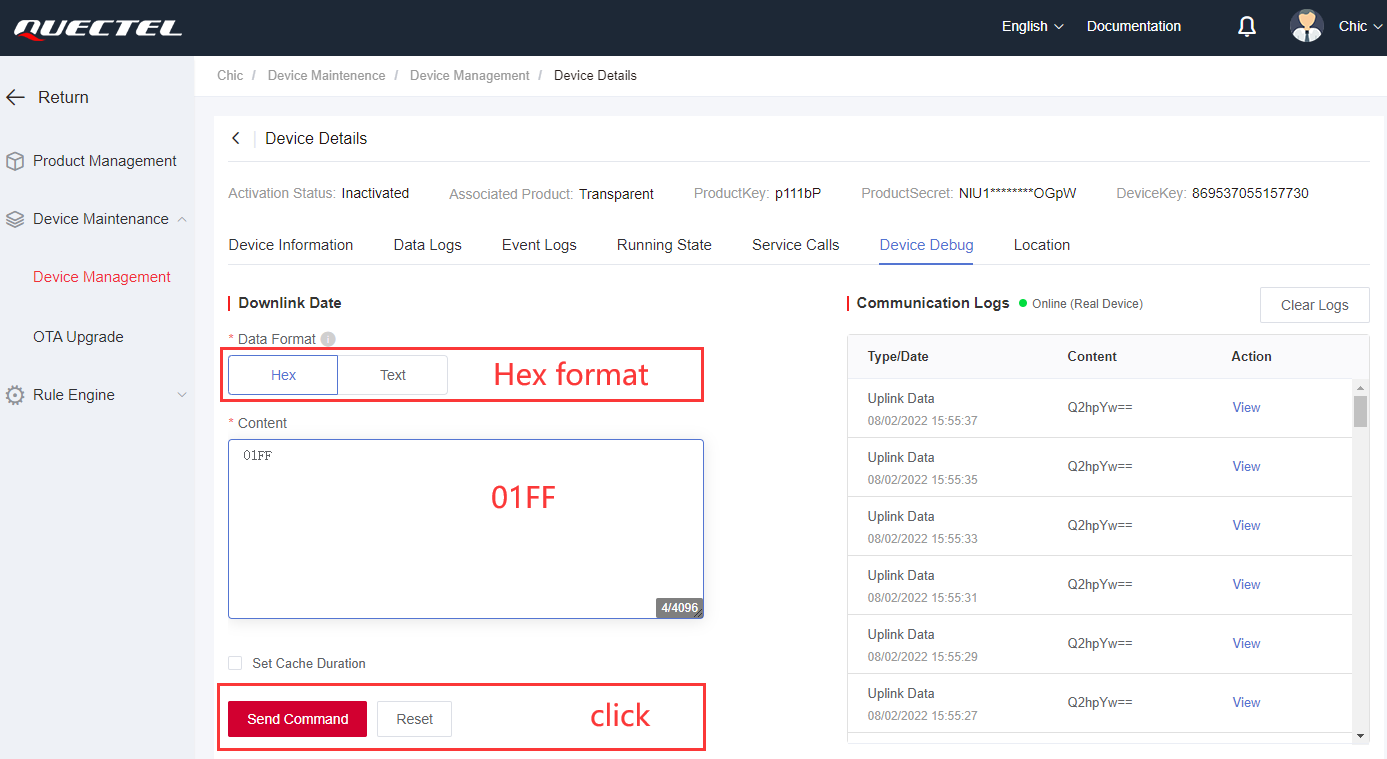 QUECTEL
English
Documentation
Chic
Return
Product Management
Device Maintenance
Device Management
OTA Upgrade
Rule Engine
Chic / Device Maintenence / Device Management / Device Details
Device Details
Activation Status: Inactivated
Associated Product: Transparent
ProductKey: p111bP
ProductSecret: NIU1********OGpW
DeviceKey: 869537055157730
Device Information
Data Logs
Event Logs
Running State
Service Calls
Device Debug
Location
Downlink Date
* Data Format i
Hex
Text
Hex format
* Content
01FF
01FF
4/4096
Set Cache Duration
Send Command
Reset
click
Communication Logs
Online (Real Device)
Clear Logs
Type/Date Content Action
Uplink Data
08/02/2022 15:55:37
Q2hpYw==
View
Uplink Data
08/02/2022 15:55:35
Q2hpYw==
View
Uplink Data
08/02/2022 15:55:33
Q2hpYw==
View
Uplink Data
08/02/2022 15:55:31
Q2hpYw==
View
Uplink Data
08/02/2022 15:55:29
Q2hpYw==
View
Uplink Data
08/02/2022 15:55:27
Q2hpYw==
View